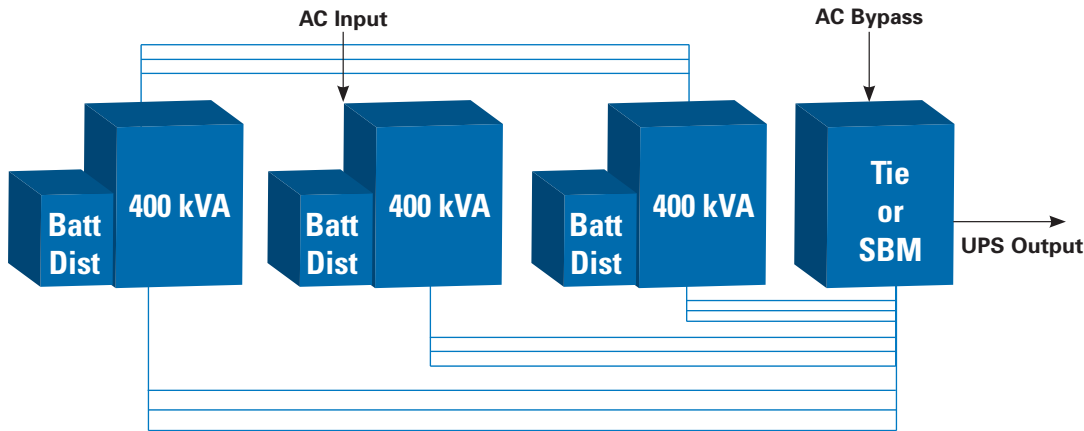 AC Input
AC Bypass
Batt
Dist
400 kVA
Batt
Dist
400 kVA
Batt
Dist
400 kVA
Tie
or
SBM
UPS Output